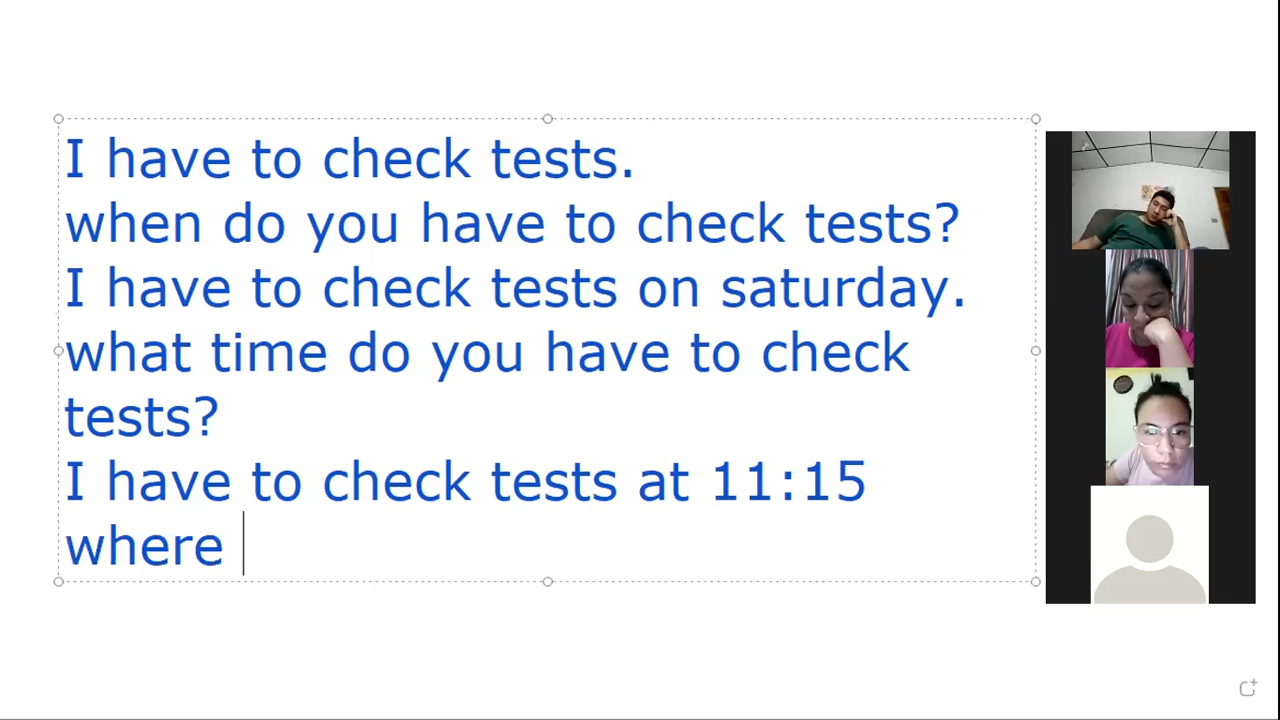 I have to check tests.
when do you have to check tests?
I have to check tests on saturday.
what time do you have to check
tests?
I have to check tests at 11:15
where